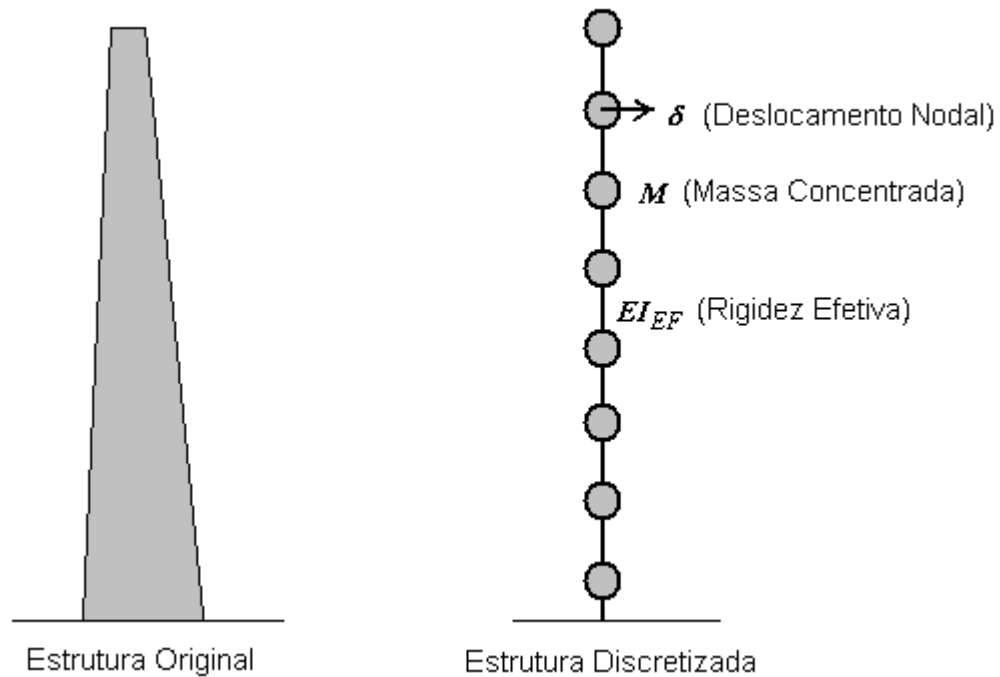 δ (Deslocamento Nodal)
M (Massa Concentrada)
EI_EF (Rigidez Efetiva)
Estrutura Original
Estrutura Discretizada